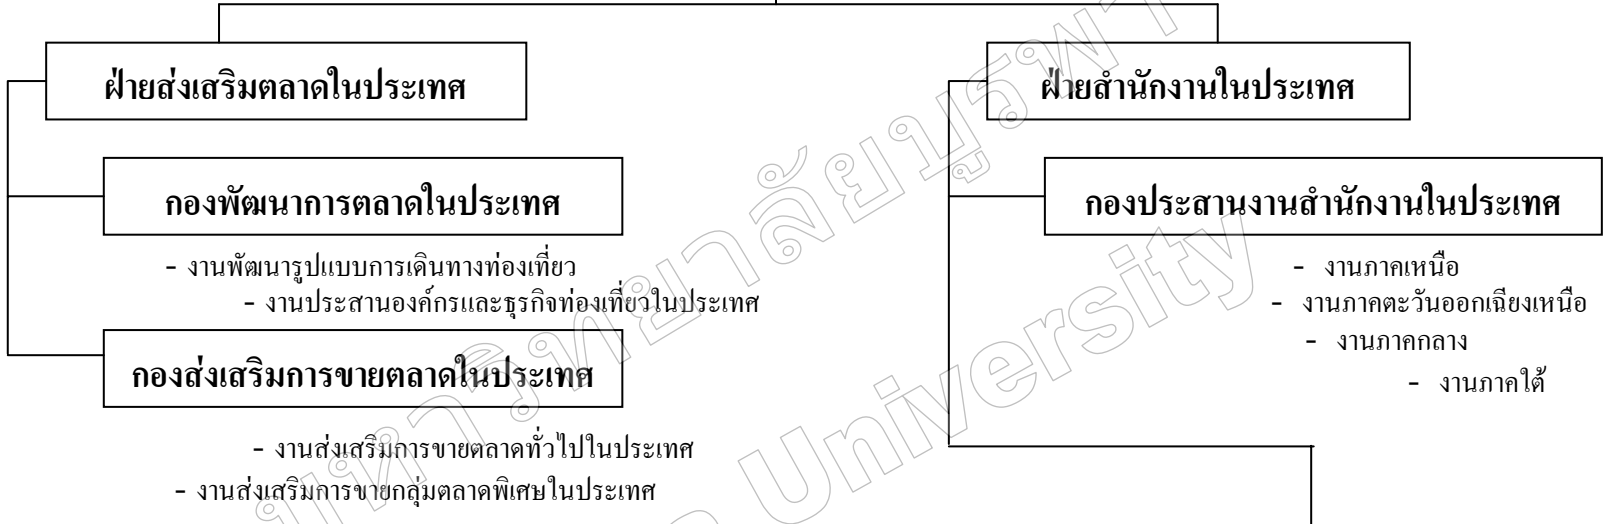 ฝ่ายส่งเสริมตลาดในประเทศ
กองพัฒนาการตลาดในประเทศ
- งานพัฒนารูปแบบการเดินทางท่องเที่ยว
- งานประสานองค์กรและธุรกิจท่องเที่ยวในประเทศ
กองส่งเสริมการขายตลาดในประเทศ
- งานส่งเสริมการขายตลาดทั่วไปในประเทศ
- งานส่งเสริมการขายกลุ่มตลาดพิเศษในประเทศ
ฝ่ายสำนักงานในประเทศ
กองประสานงานสำนักงานในประเทศ
- งานภาคเหนือ
- งานภาคตะวันออกเฉียงเหนือ
- งานภาคกลาง
- งานภาคใต้
มหาวิทยาลัยบูรพา
University